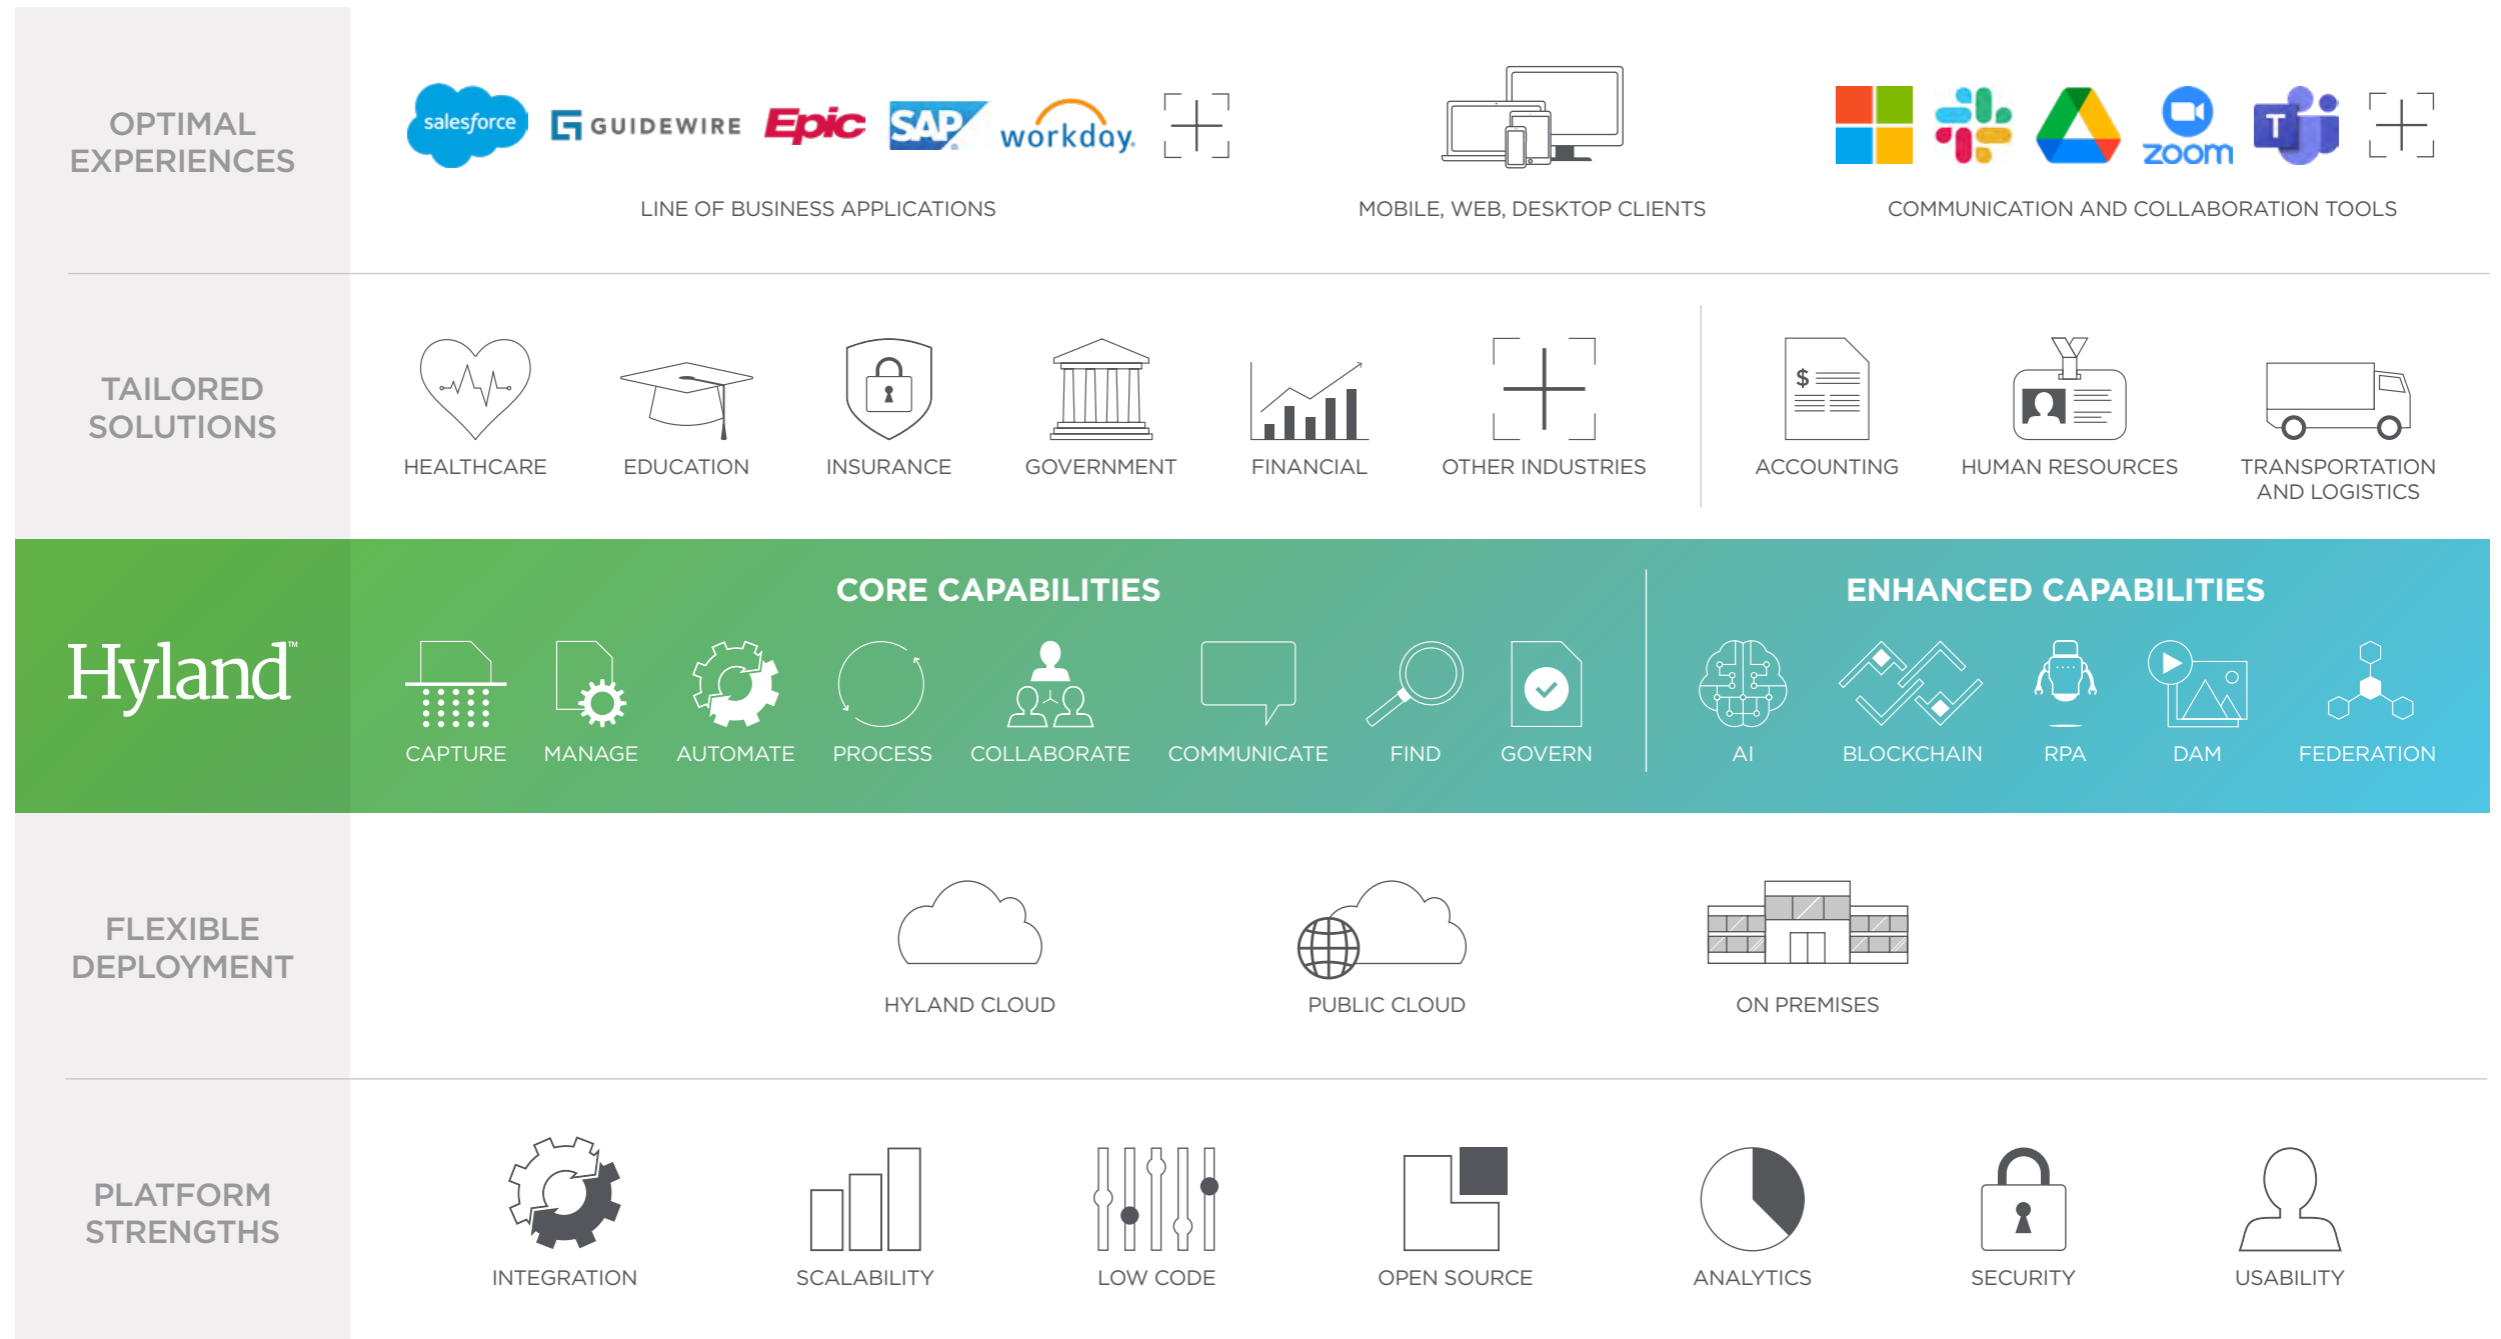 OPTIMAL
EXPERIENCES
salesforce
GUIDEWIRE
Epic
SAP
workday.
zoom
T
LINE OF BUSINESS APPLICATIONS
MOBILE, WEB, DESKTOP CLIENTS
COMMUNICATION AND COLLABORATION TOOLS
TAILORED
SOLUTIONS
$
HEALTHCARE
EDUCATION
INSURANCE
GOVERNMENT
FINANCIAL
OTHER INDUSTRIES
ACCOUNTING
HUMAN RESOURCES
TRANSPORTATION
AND LOGISTICS
Hyland™
CORE CAPABILITIES
CAPTURE
MANAGE
AUTOMATE
PROCESS
COLLABORATE
COMMUNICATE
FIND
GOVERN
ENHANCED CAPABILITIES
AI
BLOCKCHAIN
RPA
DAM
FEDERATION
FLEXIBLE
DEPLOYMENT
HYLAND CLOUD
PUBLIC CLOUD
ON PREMISES
PLATFORM
STRENGTHS
INTEGRATION
SCALABILITY
LOW CODE
OPEN SOURCE
ANALYTICS
SECURITY
USABILITY